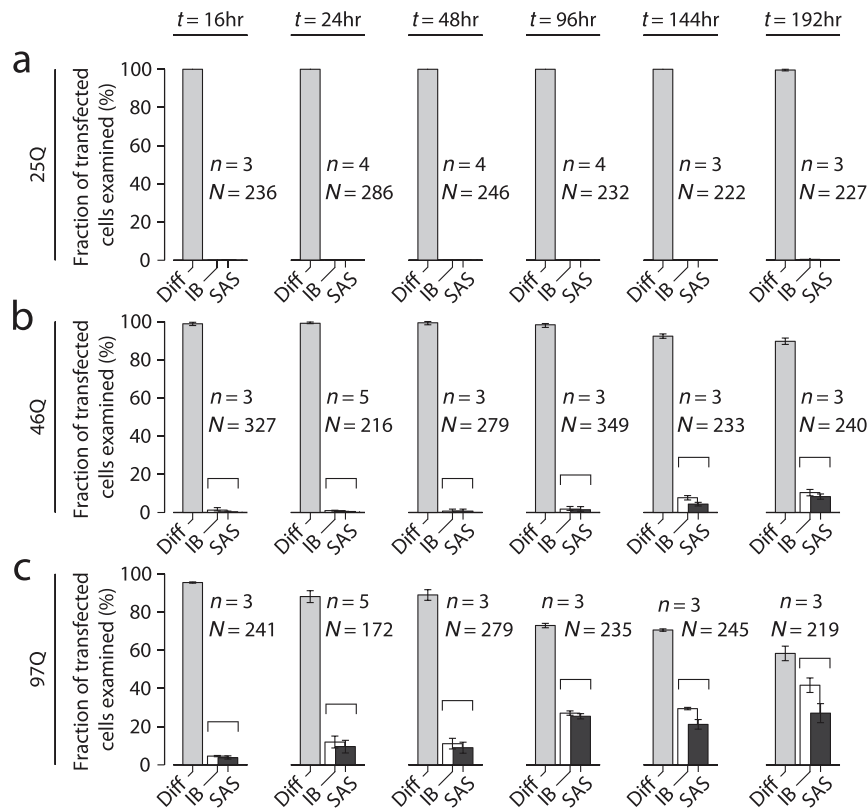 t = 16hr t = 24hr t = 48hr t = 96hr t = 144hr t = 192hr
a
25Q
Fraction of transfected
cells examined (%)
100
80
60
40
20
0
n = 3 n = 4 n = 4 n = 4 n = 3 n = 3
N = 236 N = 286 N = 246 N = 232 N = 222 N = 227
Diff IB SAS Diff IB SAS Diff IB SAS Diff IB SAS Diff IB SAS Diff IB SAS
b
46Q
Fraction of transfected
cells examined (%)
100
80
60
40
20
0
n = 3 n = 5 n = 3 n = 3 n = 3 n = 3
N = 327 N = 216 N = 279 N = 349 N = 233 N = 240
Diff IB SAS Diff IB SAS Diff IB SAS Diff IB SAS Diff IB SAS Diff IB SAS
c
97Q
Fraction of transfected
cells examined (%)
100
80
60
40
20
0
n = 3 n = 5 n = 3 n = 3 n = 3 n = 3
N = 241 N = 172 N = 279 N = 235 N = 245 N = 219
Diff IB SAS Diff IB SAS Diff IB SAS Diff IB SAS Diff IB SAS Diff IB SAS